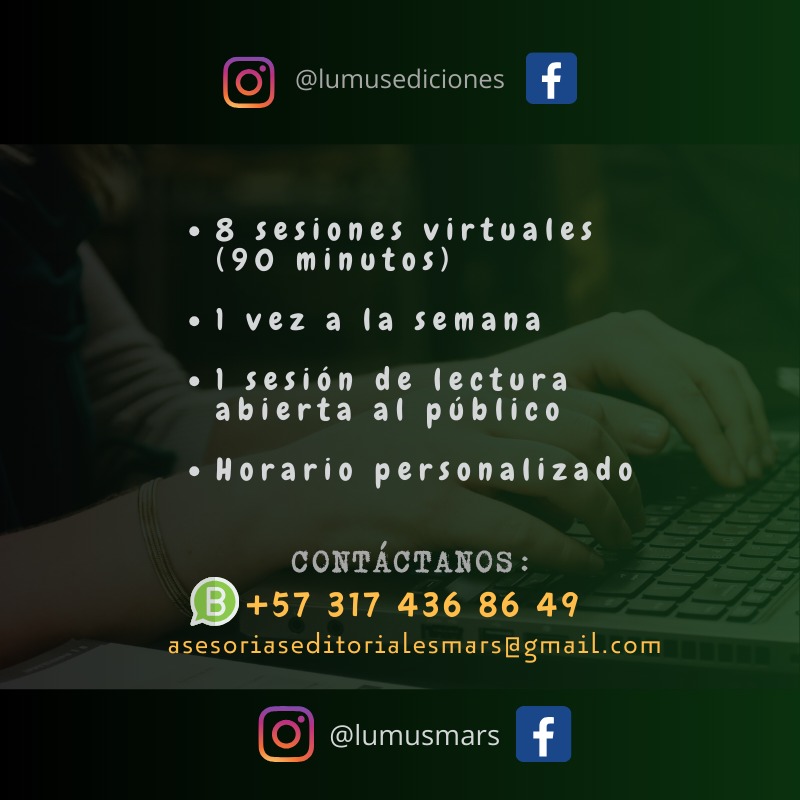 @lumusediciones
• 8 sesiones virtuales
(90 minutos)
• 1 vez a la semana
• 1 sesión de lectura
abierta al público
• Horario personalizado
CONTÁCTANOS:
B +57 317 436 86 49
asesoriaseditorialesmars@gmail.com
@lumusmars